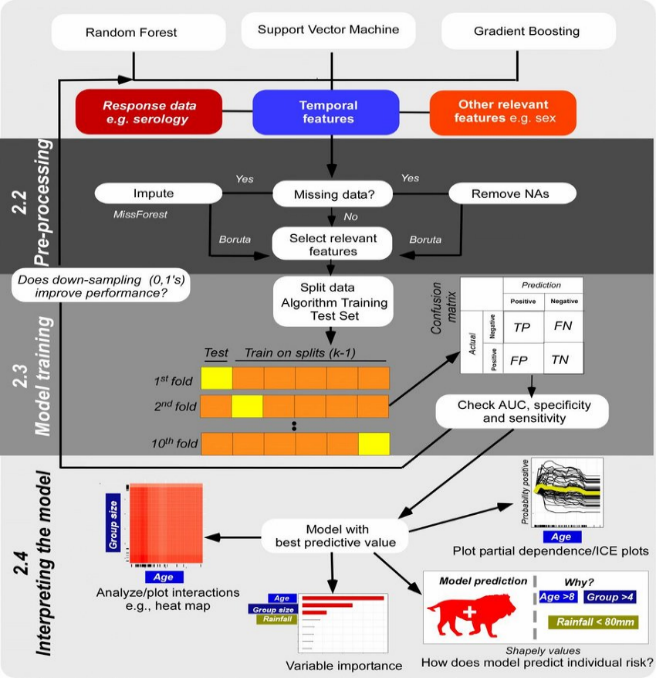 Random Forest
Support Vector Machine
Gradient Boosting
Response data
e.g. serology
Temporal
features
Other relevant
features e.g. sex
2.2
Pre-processing
Yes
Yes
Impute
Missing data?
Remove NAs
MissForest
No
Boruta
Select relevant
features
Boruta
Does down-sampling (0,1's)
improve performance?
Split data
Algorithm Training
Test Set
2.3
Model training
Confusion
matrix
Prediction
Positive
Negative
Actual
Negative
TP
FN
Positive
FP
TN
Test
Train on splits (k-1)
1st fold
2nd fold
10th fold
Check AUC, specificity
and sensitivity
2.4
Interpreting the model
Group size
Age
Analyze/plot interactions
e.g., heat map
Model with
best predictive value
Probability positive
Age
Plot partial dependence/ICE plots
Age
Group size
Rainfall
Variable importance
Model prediction
Why?
Age >8
Group >4
Rainfall < 80mm
Shapely values
How does model predict individual risk?